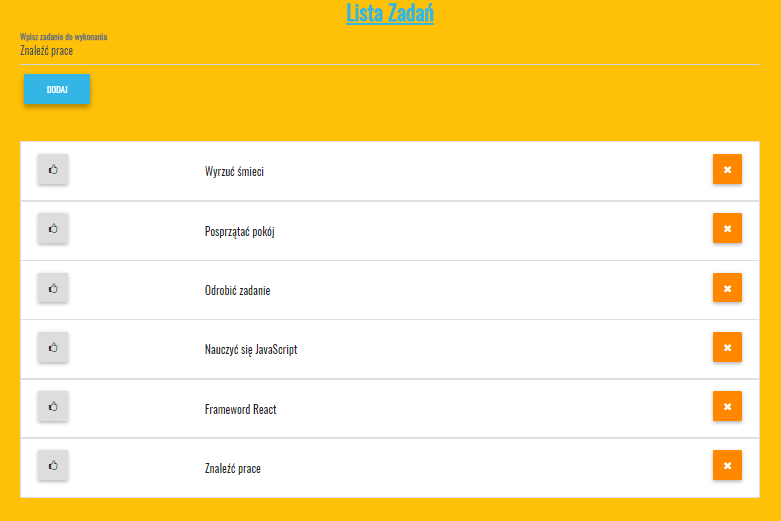 Lista Zadań
Wpisz zadanie do wykonania
Znaleźć prace
DODAJ
Wyrzuć śmieci
Posprzątać pokój
Odrobić zadanie
Nauczyć się JavaScript
Frameword React
Znaleźć prace